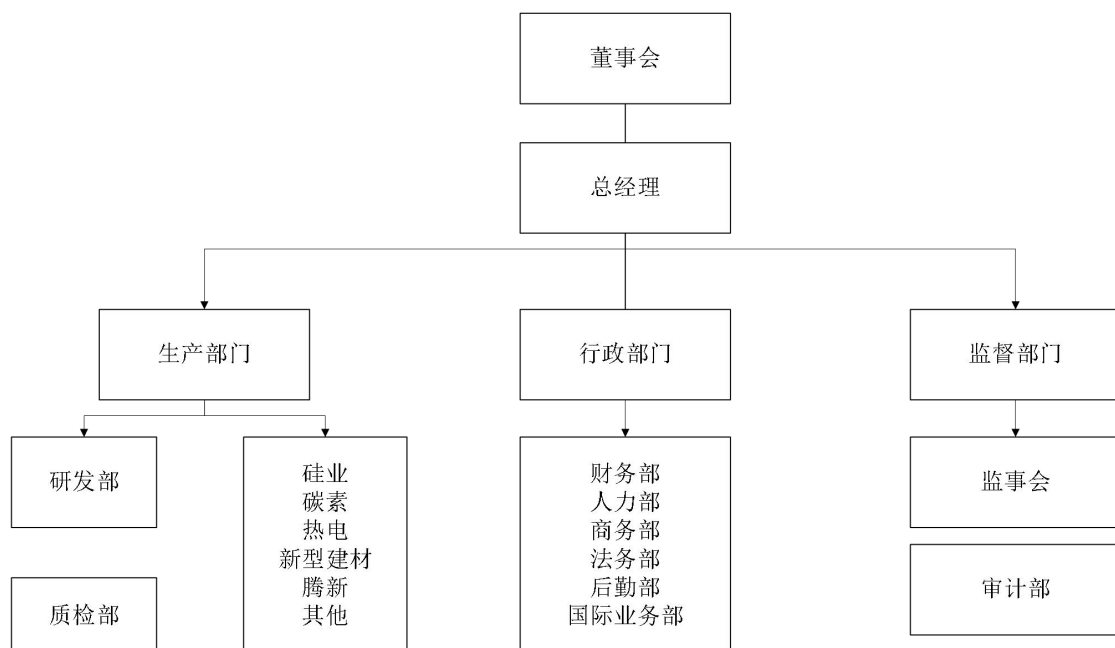 董事会
总经理
生产部门
行政部门
监督部门
研发部
质检部
硅业
碳素
热电
新型建材
腾新
其他
财务部
人力部
商务部
法务部
后勤部
国际业务部
监事会
审计部